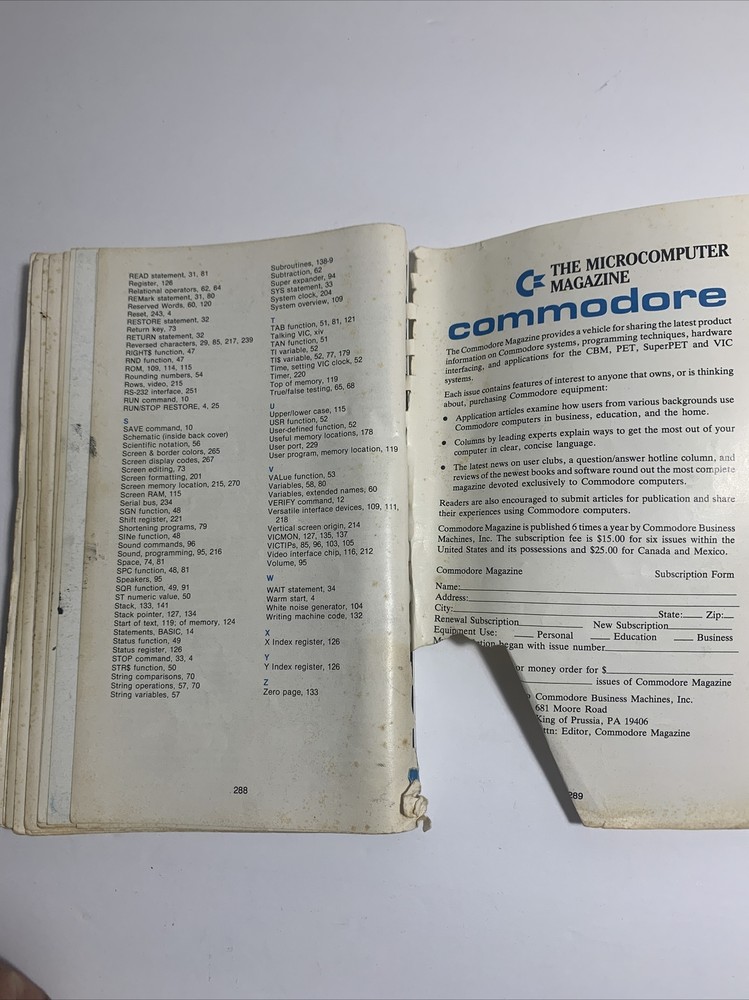 READ statement, 31, 81
Register, 126
Relational operators, 62, 64
REMark statement, 31, 80
Reserved Words, 60, 120
Reset, 243, 4
RESTORE statement, 32
Return key, 73
RETURN statement, 32
Reversed characters, 29, 85, 217, 239
RIGHT$ function, 47
RND function, 47
ROM, 109, 114, 115
Rounding numbers, 54
Rows, video, 215
RS-232 interface, 251
RUN command, 10
RUN/STOP RESTORE, 4, 25
S
SAVE command, 10
Schematic (inside back cover)
Scientific notation, 56
Screen & border colors, 265
Screen display codes, 267
Screen editing, 73
Screen formatting, 201
Screen memory location, 215, 270
Screen RAM, 115
Serial bus, 234
SGN function, 48
Shift register, 221
Shortening programs, 79
SINe function, 48
Sound commands, 96
Sound, programming, 95, 216
Space, 74, 81
SPC function, 48, 81
Speakers, 95
SQR function, 49, 91
ST numeric value, 50
Stack, 133, 141
Stack pointer, 127, 134
Start of text, 119; of memory, 124
Statements, BASIC, 14
Status function, 49
Status register, 126
STOP command, 33, 4
STR$ function, 50
String comparisons, 70
String operations, 57, 70
String variables, 57
Subroutines, 138-9
Subtraction, 62
Super expander, 94
SYS statement, 33
System clock, 204
System overview, 109
T
TAB function, 51, 81, 121
Talking VIC, xiv
TAN function, 51
TI variable, 52
TI$ variable, 52, 77, 179
Time, setting VIC clock, 52
Timer, 220
Top of memory, 119
True/false testing, 65, 68
U
Upper/lower case, 115
USR function, 52
User-defined function, 52
Useful memory locations, 178
User port, 229
User program, memory location, 119
V
VALue function, 53
Variables, 58, 80
Variables, extended names, 60
VERIFY command, 12
Versatile interface devices, 109, 111,
218
Vertical screen origin, 214
VICMON, 127, 135, 137
VICTIPs, 85, 96, 103, 105
Video interface chip, 116, 212
Volume, 95
W
WAIT statement, 34
Warm start, 4
White noise generator, 104
Writing machine code, 132
X
X Index register, 126
Y
Y Index register, 126
Z
Zero page, 133
288
THE MICROCOMPUTER
MAGAZINE
commodore
The Commodore Magazine provides a vehicle for sharing the latest product
information on Commodore systems, programming techniques, hardware
interfacing, and applications for the CBM, PET, SuperPET and VIC
systems.
Each issue contains features of interest to anyone that owns, or is thinking
about, purchasing Commodore equipment:
• Application articles examine how users from various backgrounds use
Commodore computers in business, education, and the home.
• Columns by leading experts explain ways to get the most out of your
computer in clear, concise language.
• The latest news on user clubs, a question/answer hotline column, and
reviews of the newest books and software round out the most complete
magazine devoted exclusively to Commodore computers.
Readers are also encouraged to submit articles for publication and share
their experiences using Commodore computers.
Commodore Magazine is published 6 times a year by Commodore Business
Machines, Inc. The subscription fee is $15.00 for six issues within the
United States and its possessions and $25.00 for Canada and Mexico.
Commodore Magazine Subscription Form
Name:
Address:
City: State: Zip:
Renewal Subscription New Subscription
Equipment Use: Personal Education Business
began with issue number
or money order for $
issues of Commodore Magazine
Commodore Business Machines, Inc.
681 Moore Road
King of Prussia, PA 19406
Editor, Commodore Magazine
289